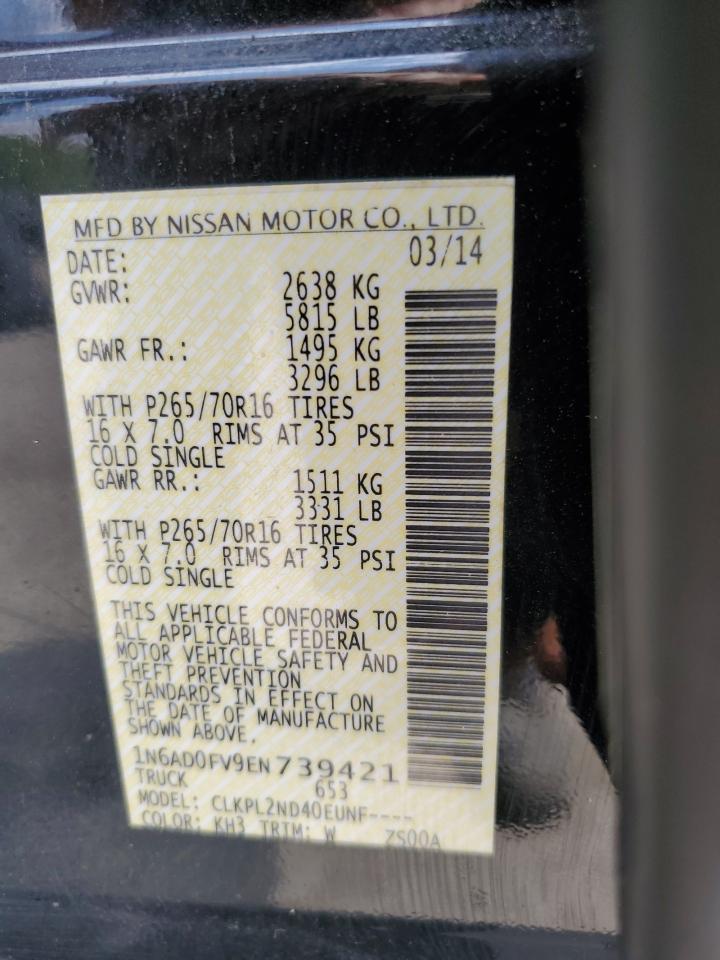 MFD BY NISSAN MOTOR CO., LTD.
DATE: 03/14
GVWR: 2638 KG
5815 LB
GAWR FR.: 1495 KG
3296 LB
WITH P265/70R16 TIRES
16 X 7.0 RIMS AT 35 PSI
COLD SINGLE
GAWR RR.: 1511 KG
3331 LB
WITH P265/70R16 TIRES
16 X 7.0 RIMS AT 35 PSI
COLD SINGLE
THIS VEHICLE CONFORMS TO
ALL APPLICABLE FEDERAL
MOTOR VEHICLE SAFETY AND
THEFT PREVENTION
STANDARDS IN EFFECT ON
THE DATE OF MANUFACTURE
SHOWN ABOVE.
1N6AD0FV9EN739421
TRUCK 653
MODEL: CLKPL2ND40EUNF----
COLOR: KH3 TRIM: W ZS00A